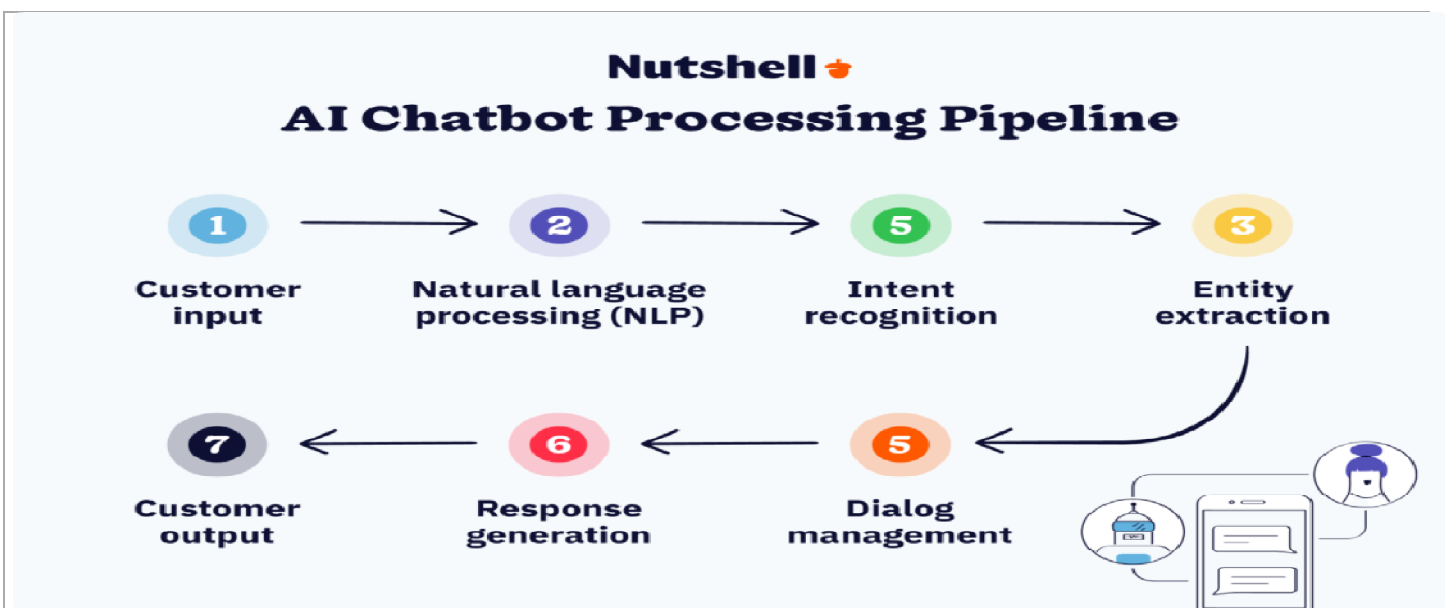 Nutshell
AI Chatbot Processing Pipeline
1
2
5
3
Customer
input
Natural language
processing (NLP)
Intent
recognition
Entity
extraction
7
6
5
Customer
output
Response
generation
Dialog
management